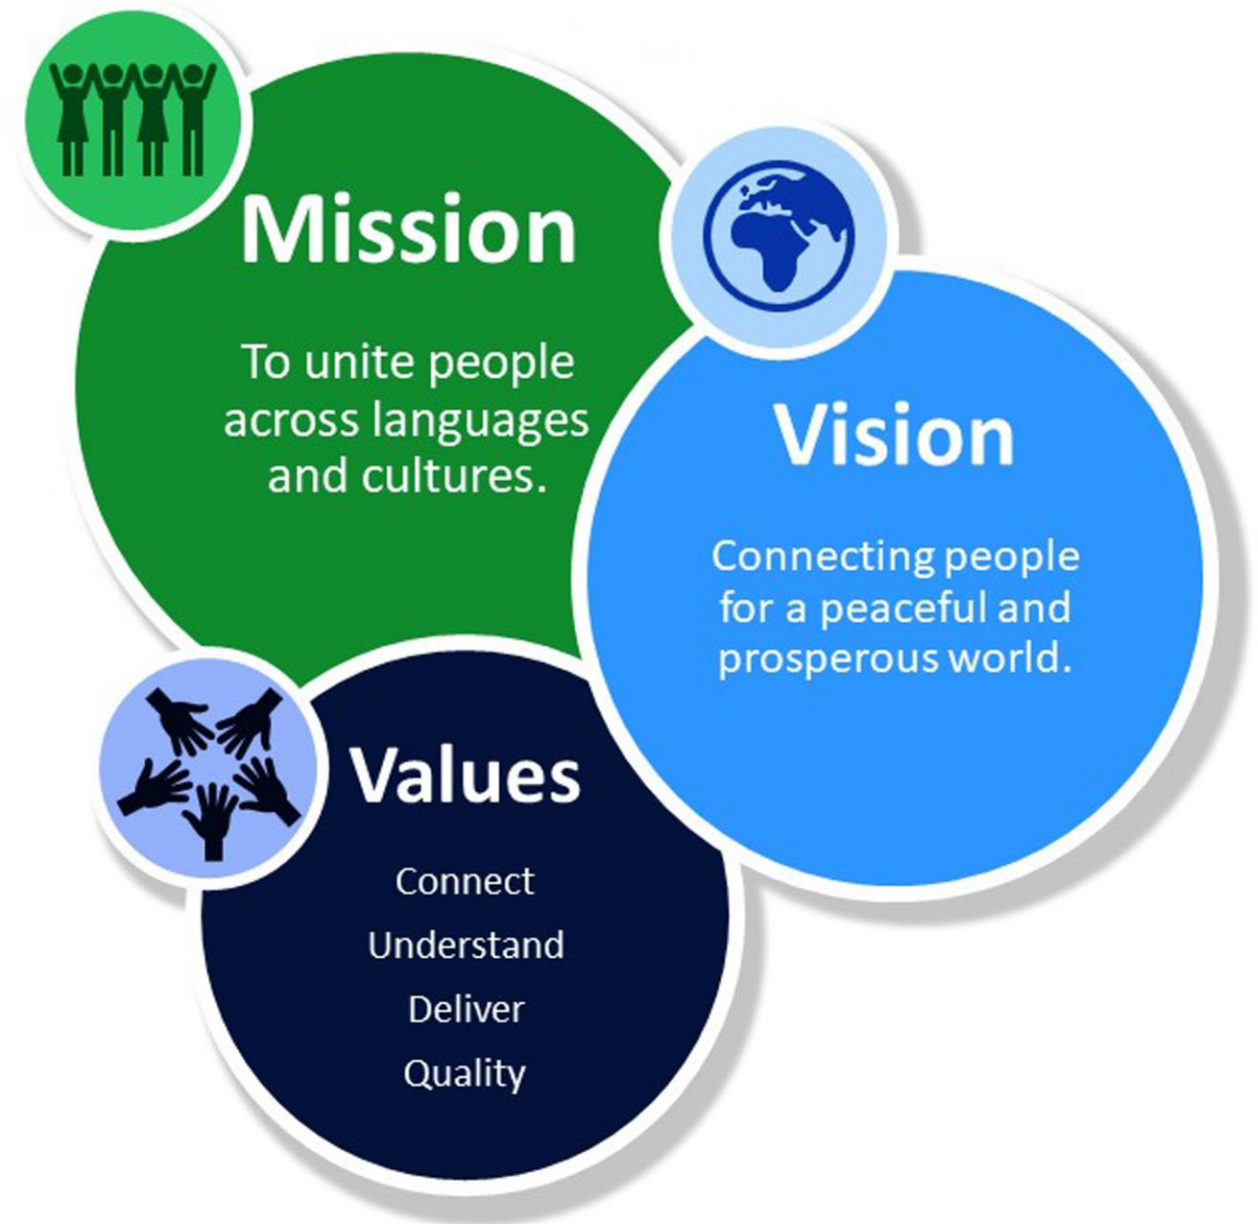 Mission
To unite people
across languages
and cultures.
Vision
Connecting people
for a peaceful and
prosperous world.
Values
Connect
Understand
Deliver
Quality